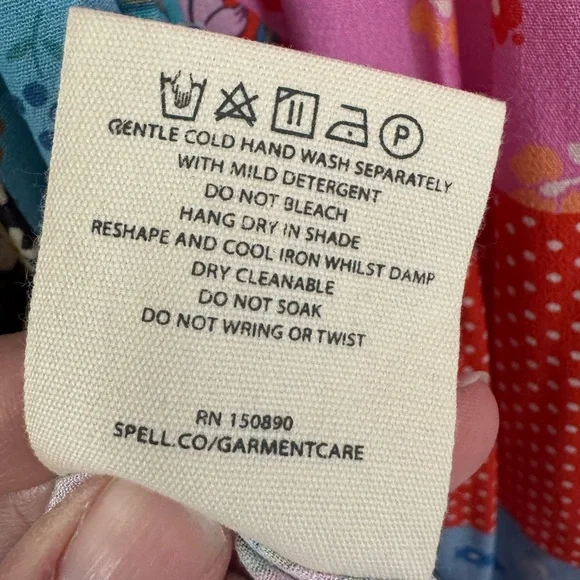 P
GENTLE COLD HAND WASH SEPARATELY
WITH MILD DETERGENT
DO NOT BLEACH
HANG DRY IN SHADE
RESHAPE AND COOL IRON WHILST DAMP
DRY CLEANABLE
DO NOT SOAK
DO NOT WRING OR TWIST
RN 150890
SPELL.CO/GARMENTCARE